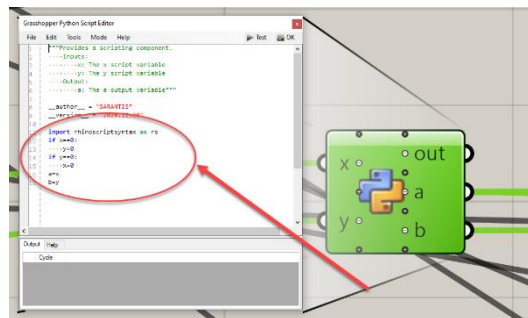 Grasshopper Python Script Editor
File Edit Tools Mode Help Test OK
"""Provides a scripting component.
Inputs:
x: The x script variable
y: The y script variable
Output:
a: The a output variable"""
__author__ = "SARANTIS"
__version__ =
import rhinoscriptsyntax as rs
if x==0:
y=0
if y==0:
x=0
a=x
b=y
Output Help
Cycle
x out
a
y b